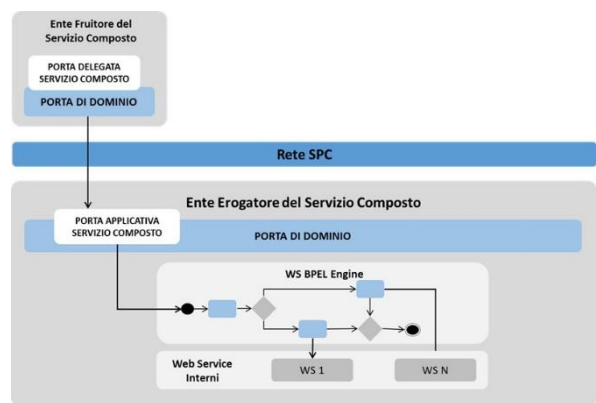 Ente Fruitore del
Servizio Composto
PORTA DELEGATA
SERVIZIO COMPOSTO
PORTA DI DOMINIO
Rete SPC
Ente Erogatore del Servizio Composto
PORTA APPLICATIVA
SERVIZIO COMPOSTO
PORTA DI DOMINIO
WS BPEL Engine
Web Service
Interni
WS 1
WS N